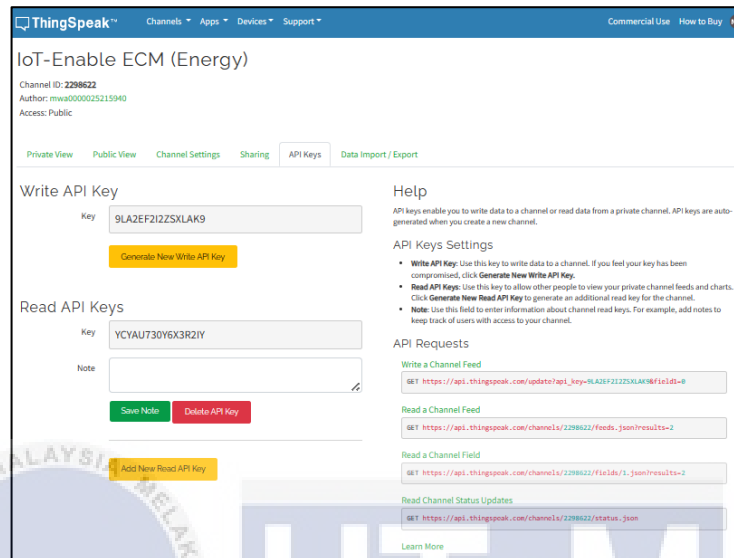 ThingSpeak™ Channels Apps Devices Support Commercial Use How to Buy
IoT-Enable ECM (Energy)
Channel ID: 2298622
Author: mwa0000025215940
Access: Public
Private View Public View Channel Settings Sharing API Keys Data Import / Export
Write API Key
Key 9LA2EF2I2ZSXLAK9
Generate New Write API Key
Read API Keys
Key YCYAU730Y6X3R2IY
Note
Save Note Delete API Key
Add New Read API Key
Help
API keys enable you to write data to a channel or read data from a private channel. API keys are auto-
generated when you create a new channel.
API Keys Settings
Write API Key: Use this key to write data to a channel. If you feel your key has been
compromised, click Generate New Write API Key.
Read API Keys: Use this key to allow other people to view your private channel feeds and charts.
Click Generate New Read API Key to generate an additional read key for the channel.
Note: Use this field to enter information about channel read keys. For example, add notes to
keep track of users with access to your channel.
API Requests
Write a Channel Feed
GET https://api.thingspeak.com/update?api_key=9LA2EF2I2ZSXLAK9&field1=0
Read a Channel Feed
GET https://api.thingspeak.com/channels/2298622/feeds.json?results=2
Read a Channel Field
GET https://api.thingspeak.com/channels/2298622/fields/1.json?results=2
Read Channel Status Updates
GET https://api.thingspeak.com/channels/2298622/status.json
Learn More